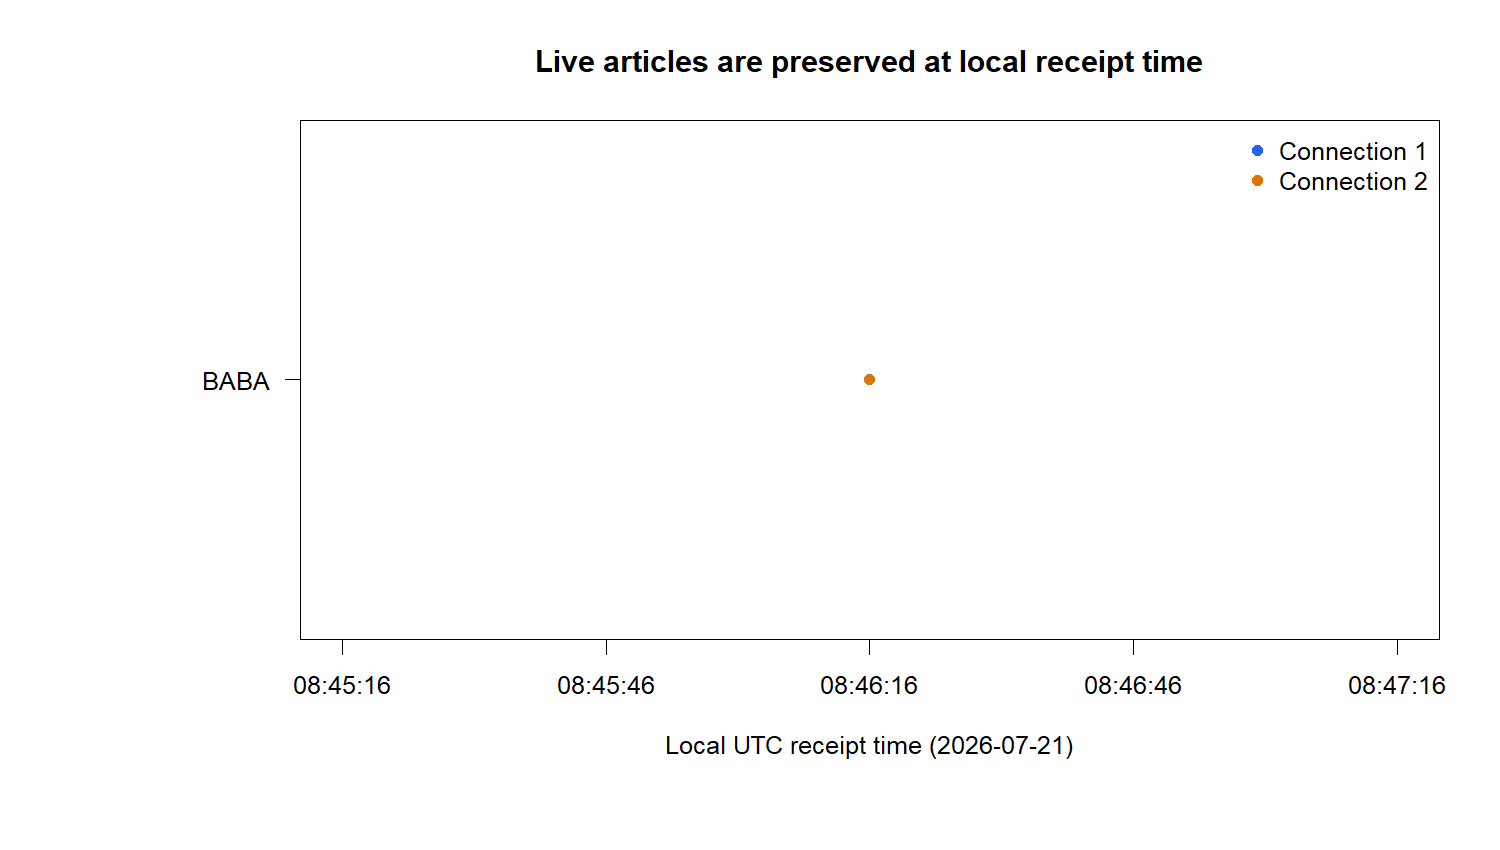 Live articles are preserved at local receipt time
Connection 1
Connection 2
BABA
08:45:16 08:45:46 08:46:16 08:46:46 08:47:16
Local UTC receipt time (2026-07-21)